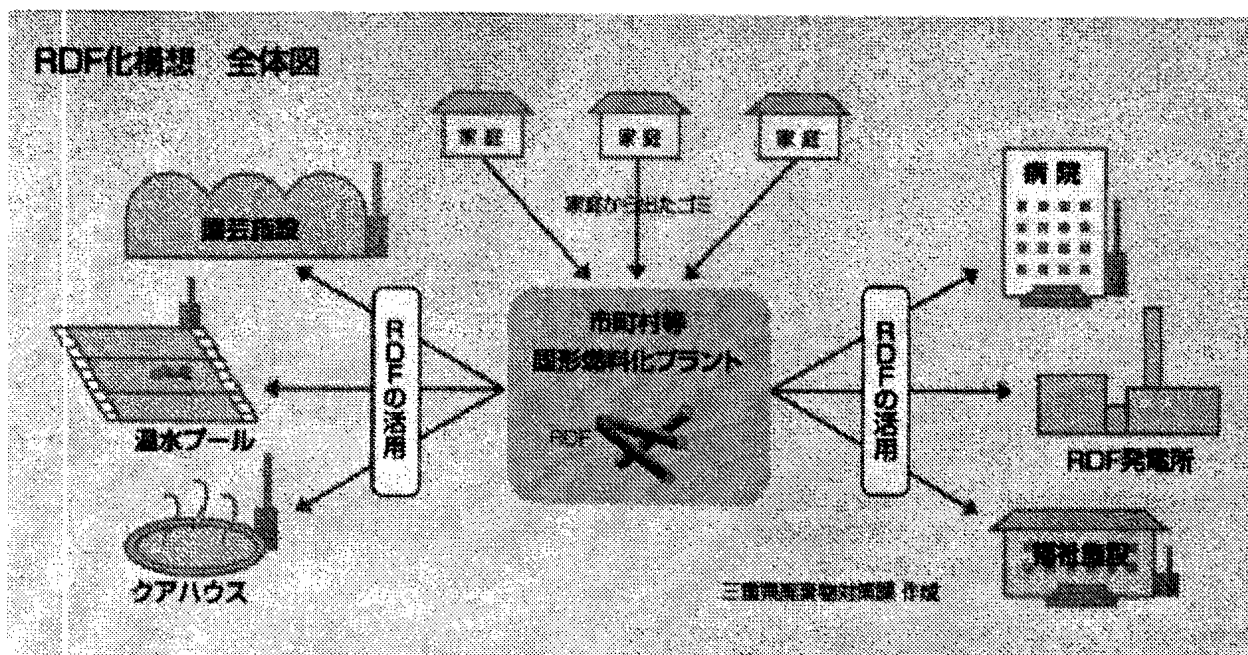 RDF化構想　全体図
家庭
家庭
家庭
家庭から出たゴミ
園芸施設
病院
市町村等
固形燃料化プラント
RDF
RDFの活用
RDFの活用
温水プール
RDF発電所
クアハウス
福祉施設
三重県廃棄物対策課 作成